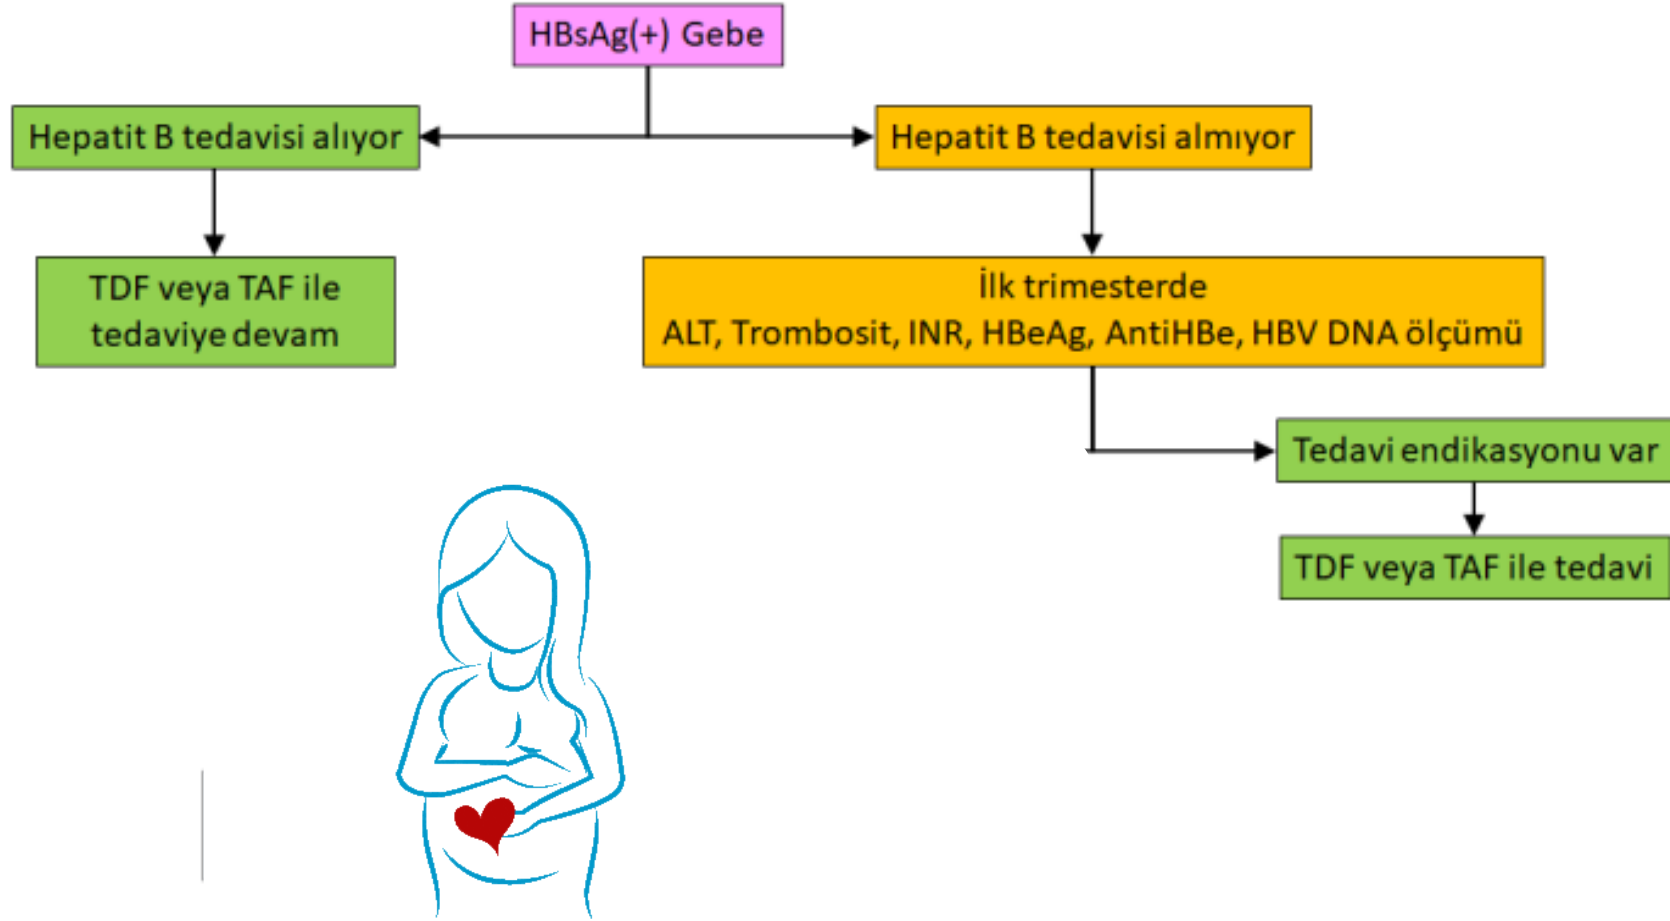 HBsAg(+) Gebe
Hepatit B tedavisi alıyor
Hepatit B tedavisi almıyor
TDF veya TAF ile
tedaviye devam
İlk trimesterde
ALT, Trombosit, INR, HBeAg, AntiHBe, HBV DNA ölçümü
Tedavi endikasyonu var
TDF veya TAF ile tedavi